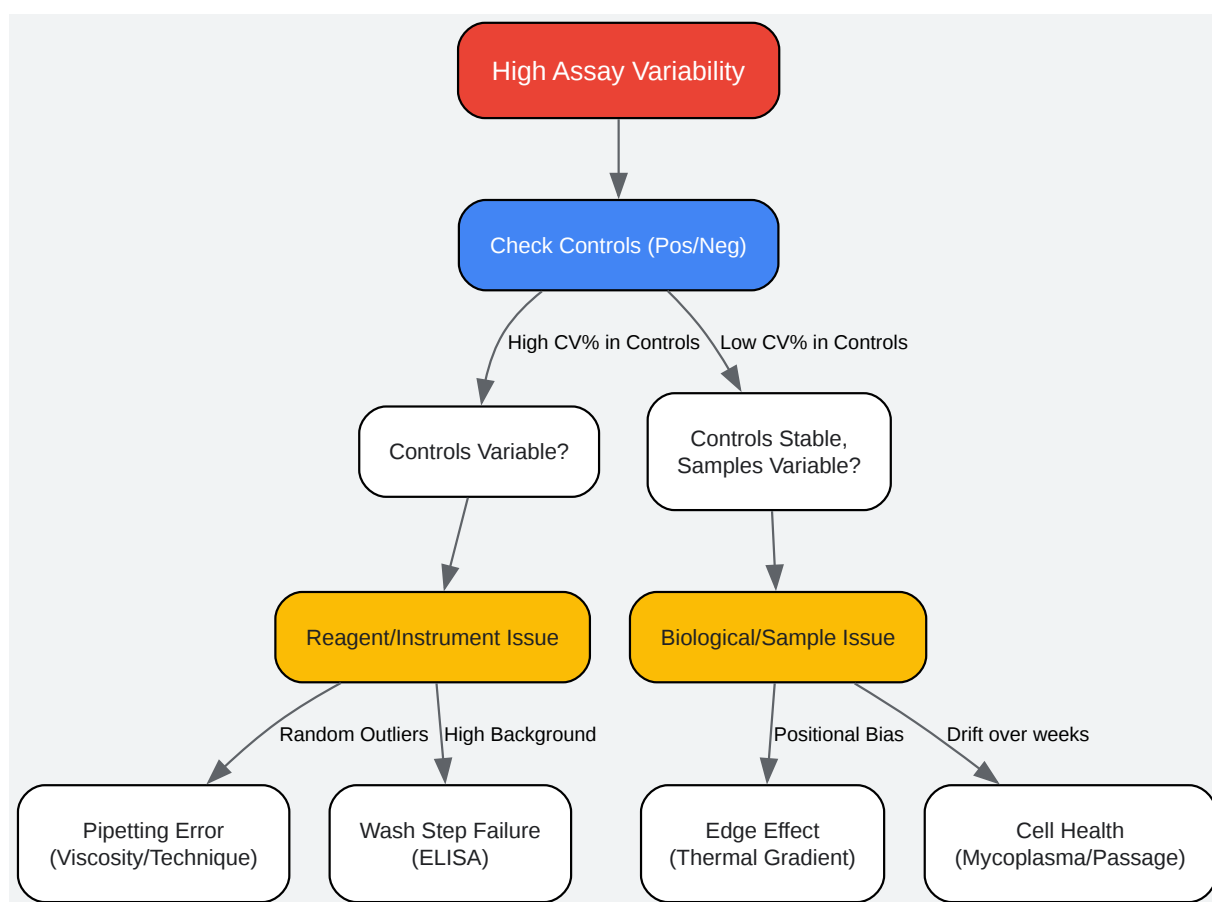 High Assay Variability
Check Controls (Pos/Neg)
High CV% in Controls
Low CV% in Controls
Controls Variable?
Controls Stable,
Samples Variable?
Reagent/Instrument Issue
Biological/Sample Issue
Random Outliers
High Background
Positional Bias
Drift over weeks
Pipetting Error
(Viscosity/Technique)
Wash Step Failure
(ELISA)
Edge Effect
(Thermal Gradient)
Cell Health
(Mycoplasma/Passage)